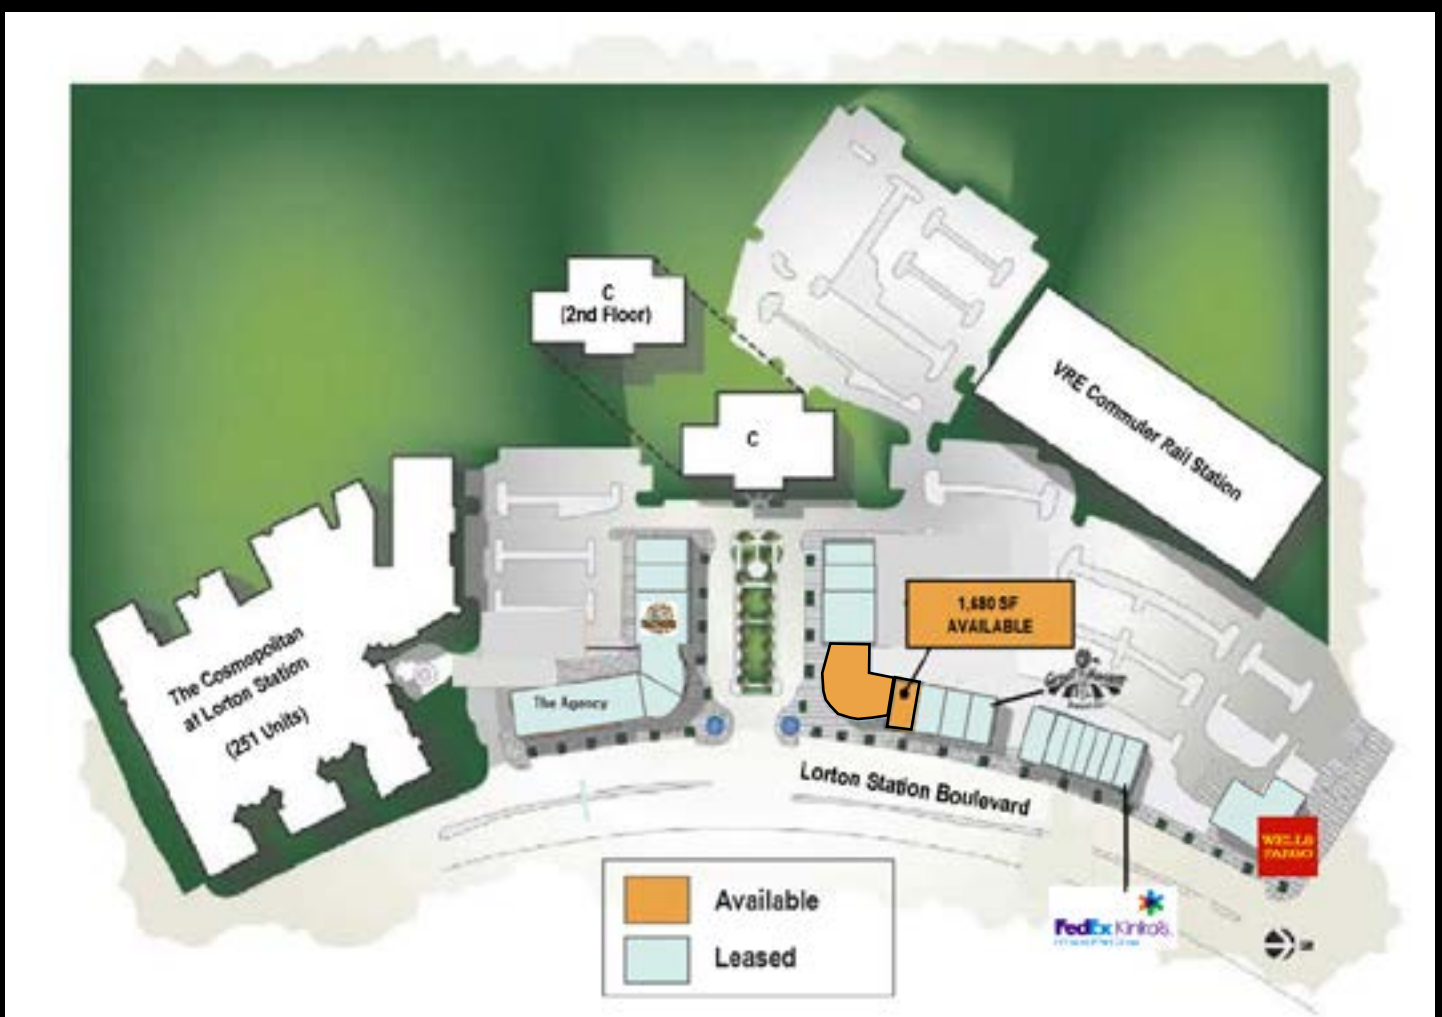 C
(2nd Floor)
C
VRE Commuter Rail Station
1,680 SF
AVAILABLE
The Cosmopolitan
at Lorton Station
(251 Units)
The Agency
Lorton Station Boulevard
WELLS
FARGO
Available
Leased
FedEx Kinko's.